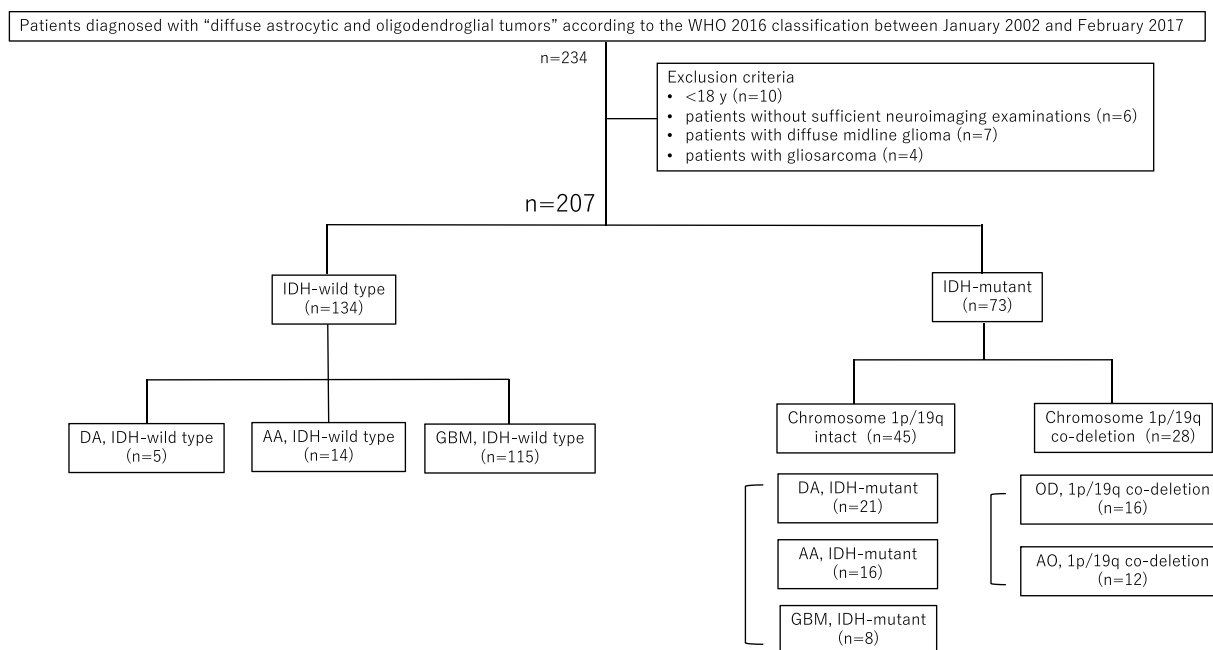 Patients diagnosed with “diffuse astrocytic and oligodendroglial tumors” according to the WHO 2016 classification between January 2002 and February 2017
n=234
Exclusion criteria
• <18 y (n=10)
• patients without sufficient neuroimaging examinations (n=6)
• patients with diffuse midline glioma (n=7)
• patients with gliosarcoma (n=4)
n=207
IDH-wild type
(n=134)
IDH-mutant
(n=73)
DA, IDH-wild type
(n=5)
AA, IDH-wild type
(n=14)
GBM, IDH-wild type
(n=115)
Chromosome 1p/19q
intact (n=45)
Chromosome 1p/19q
co-deletion (n=28)
DA, IDH-mutant
(n=21)
AA, IDH-mutant
(n=16)
GBM, IDH-mutant
(n=8)
OD, 1p/19q co-deletion
(n=16)
AO, 1p/19q co-deletion
(n=12)